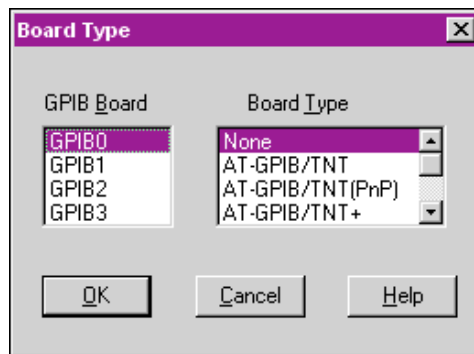 Board Type
GPIB Board
Board Type
GPIB0
GPIB1
GPIB2
GPIB3
None
AT-GPIB/TNT
AT-GPIB/TNT(PnP)
AT-GPIB/TNT+
OK
Cancel
Help